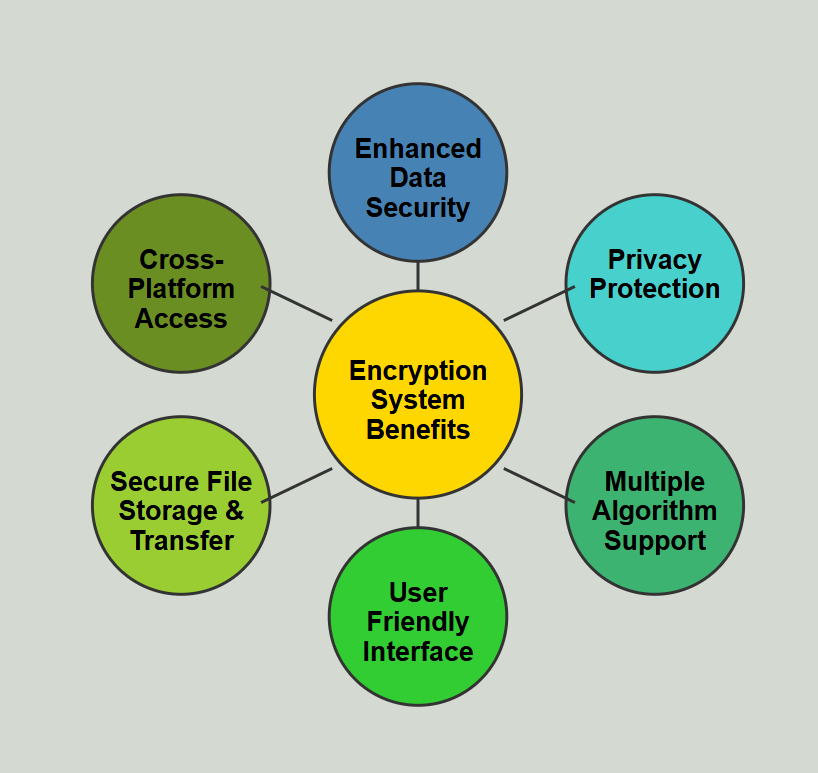 Enhanced
Data
Security
Cross-
Platform
Access
Privacy
Protection
Encryption
System
Benefits
Secure File
Storage &
Transfer
Multiple
Algorithm
Support
User
Friendly
Interface